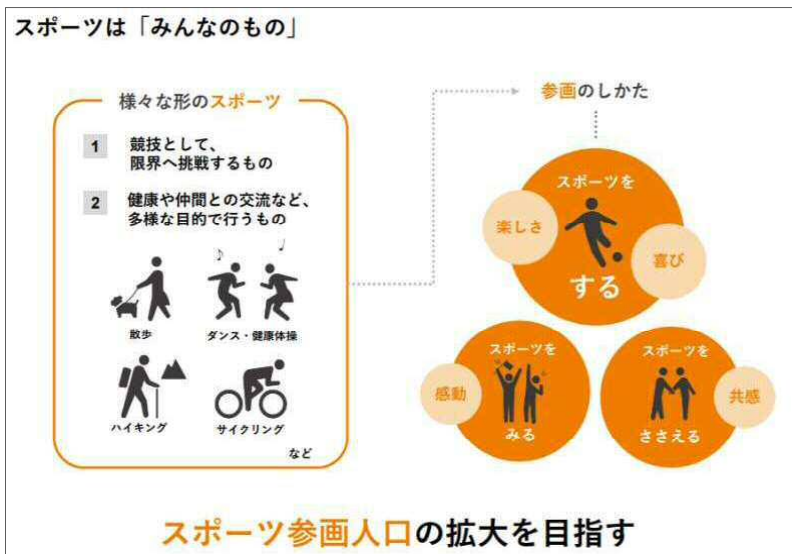 スポーツは「みんなのもの」
様々な形のスポーツ
1 競技として、
限界へ挑戦するもの
2 健康や仲間との交流など、
多様な目的で行うもの
散歩
ダンス・健康体操
ハイキング
サイクリング
など
参画のしかた
スポーツを
楽しさ
喜び
する
スポーツを
感動
みる
スポーツを
共感
ささえる
スポーツ参画人口の拡大を目指す